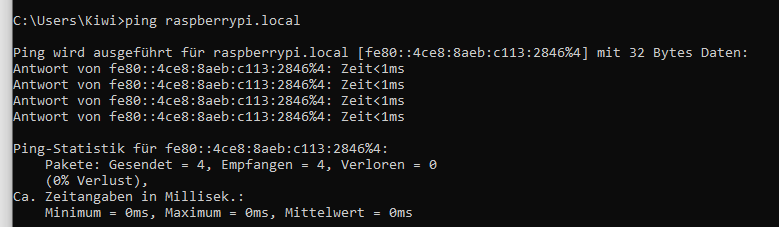 C:\Users\Kiwi>ping raspberrypi.local
Ping wird ausgeführt für raspberrypi.local [fe80::4ce8:8aeb:c113:2846%4] mit 32 Bytes Daten:
Antwort von fe80::4ce8:8aeb:c113:2846%4: Zeit<1ms
Antwort von fe80::4ce8:8aeb:c113:2846%4: Zeit<1ms
Antwort von fe80::4ce8:8aeb:c113:2846%4: Zeit<1ms
Antwort von fe80::4ce8:8aeb:c113:2846%4: Zeit<1ms
Ping-Statistik für fe80::4ce8:8aeb:c113:2846%4:
    Pakete: Gesendet = 4, Empfangen = 4, Verloren = 0
    (0% Verlust),
Ca. Zeitangaben in Millisek.:
    Minimum = 0ms, Maximum = 0ms, Mittelwert = 0ms